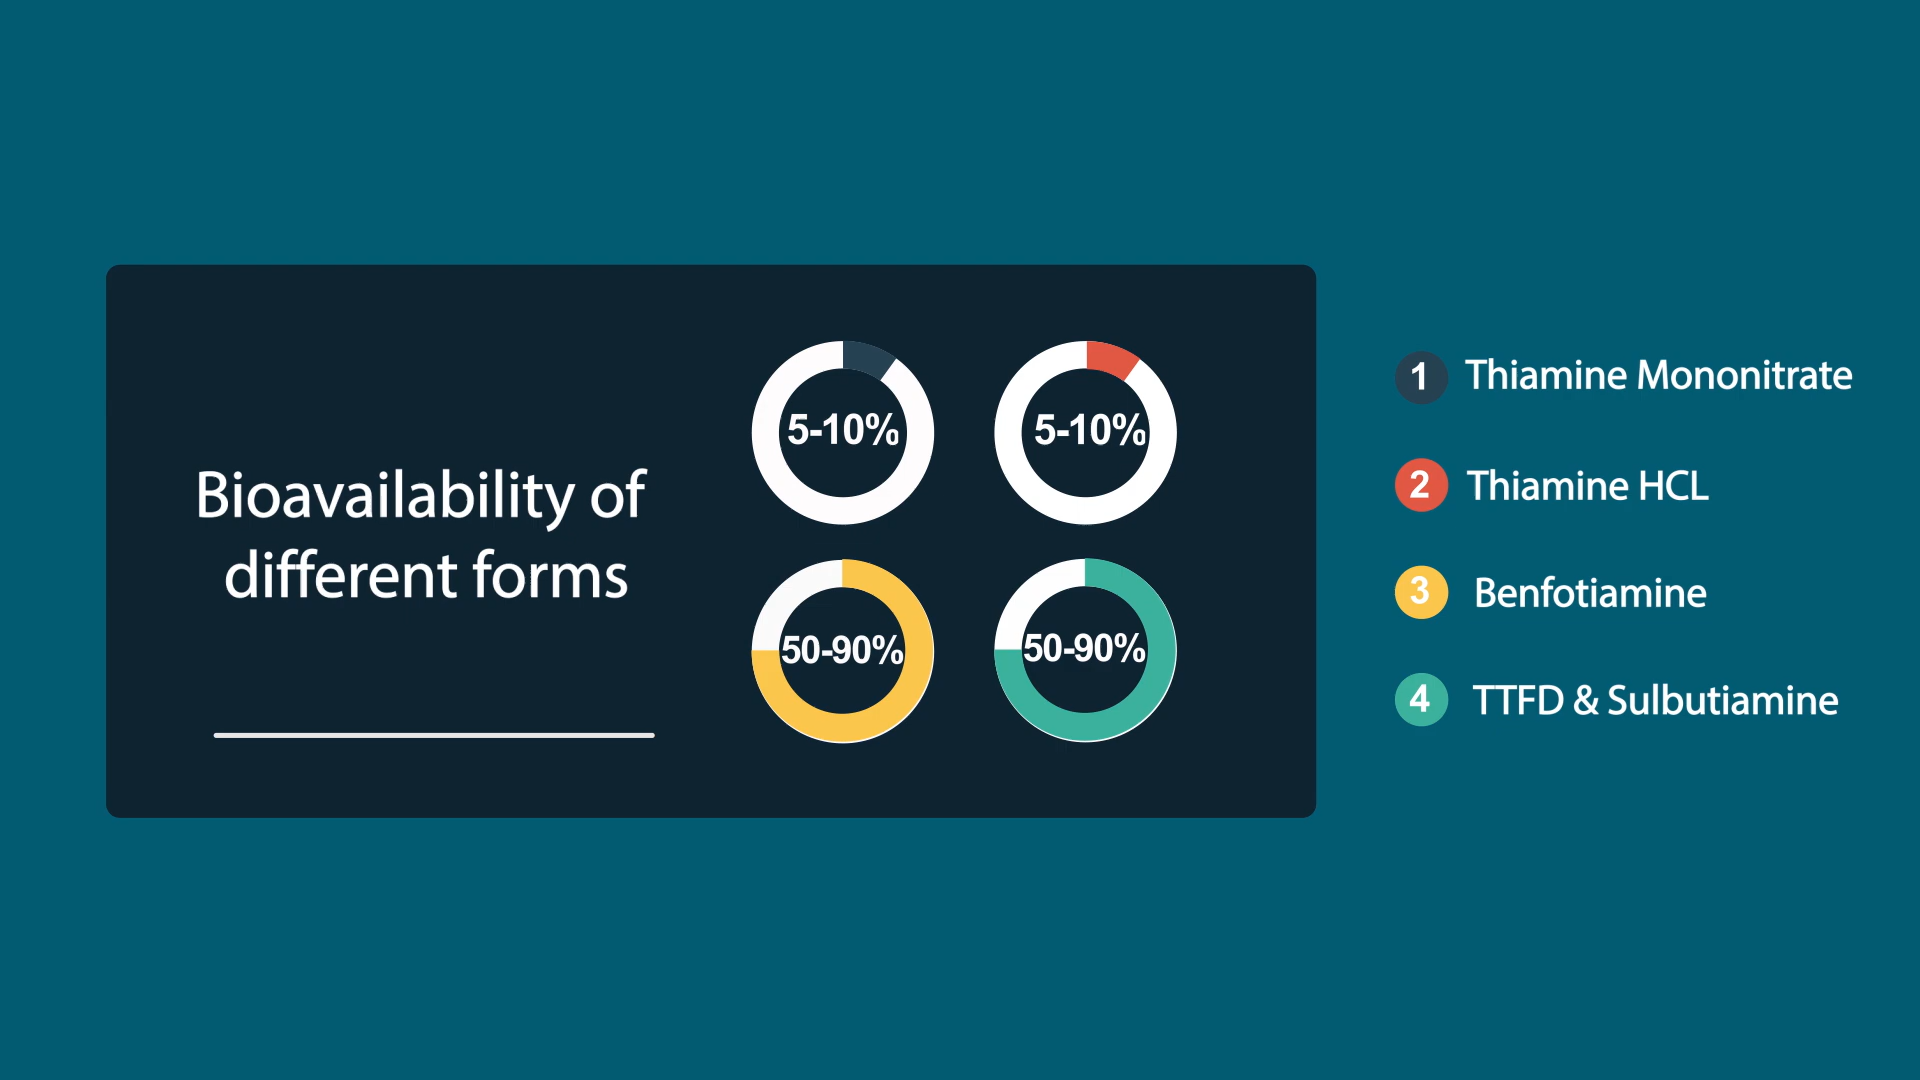 Bioavailability of
different forms
5-10%
5-10%
50-90%
50-90%
1 Thiamine Mononitrate
2 Thiamine HCL
3 Benfotiamine
4 TTFD & Sulbutiamine